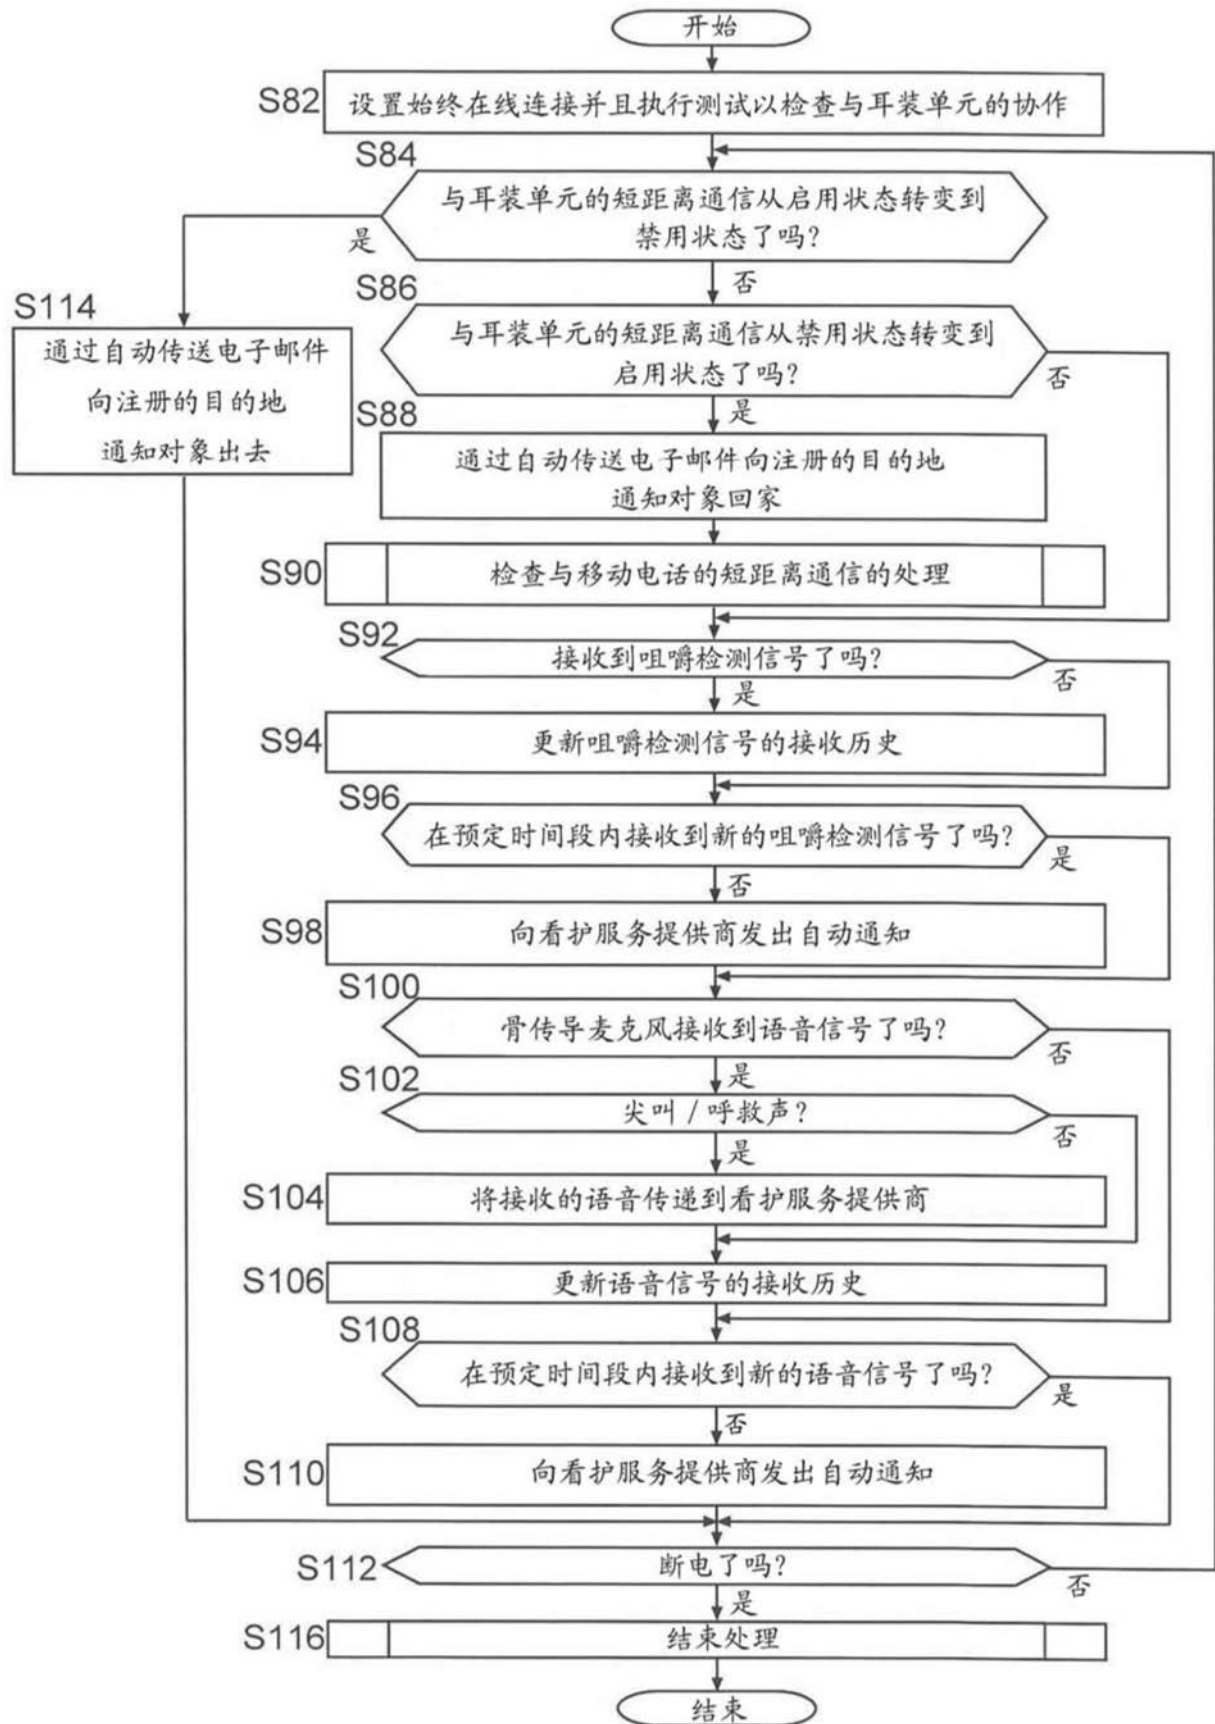 开始
S82
设置始终在线连接并且执行测试以检查与耳装单元的协作
S84
与耳装单元的短距离通信从启用状态转变到
禁用状态了吗?
是
否
S86
与耳装单元的短距离通信从禁用状态转变到
启用状态了吗?
否
是
S114
通过自动传送电子邮件
向注册的目的地
通知对象出去
S88
通过自动传送电子邮件向注册的目的地
通知对象回家
S90
检查与移动电话的短距离通信的处理
S92
接收到咀嚼检测信号了吗?
否
是
S94
更新咀嚼检测信号的接收历史
S96
在预定时间段内接收到新的咀嚼检测信号了吗?
是
否
S98
向看护服务提供商发出自动通知
S100
骨传导麦克风接收到语音信号了吗?
否
是
S102
尖叫/呼救声?
否
是
S104
将接收的语音传递到看护服务提供商
S106
更新语音信号的接收历史
S108
在预定时间段内接收到新的语音信号了吗?
是
否
S110
向看护服务提供商发出自动通知
S112
断电了吗?
否
是
S116
结束处理
结束